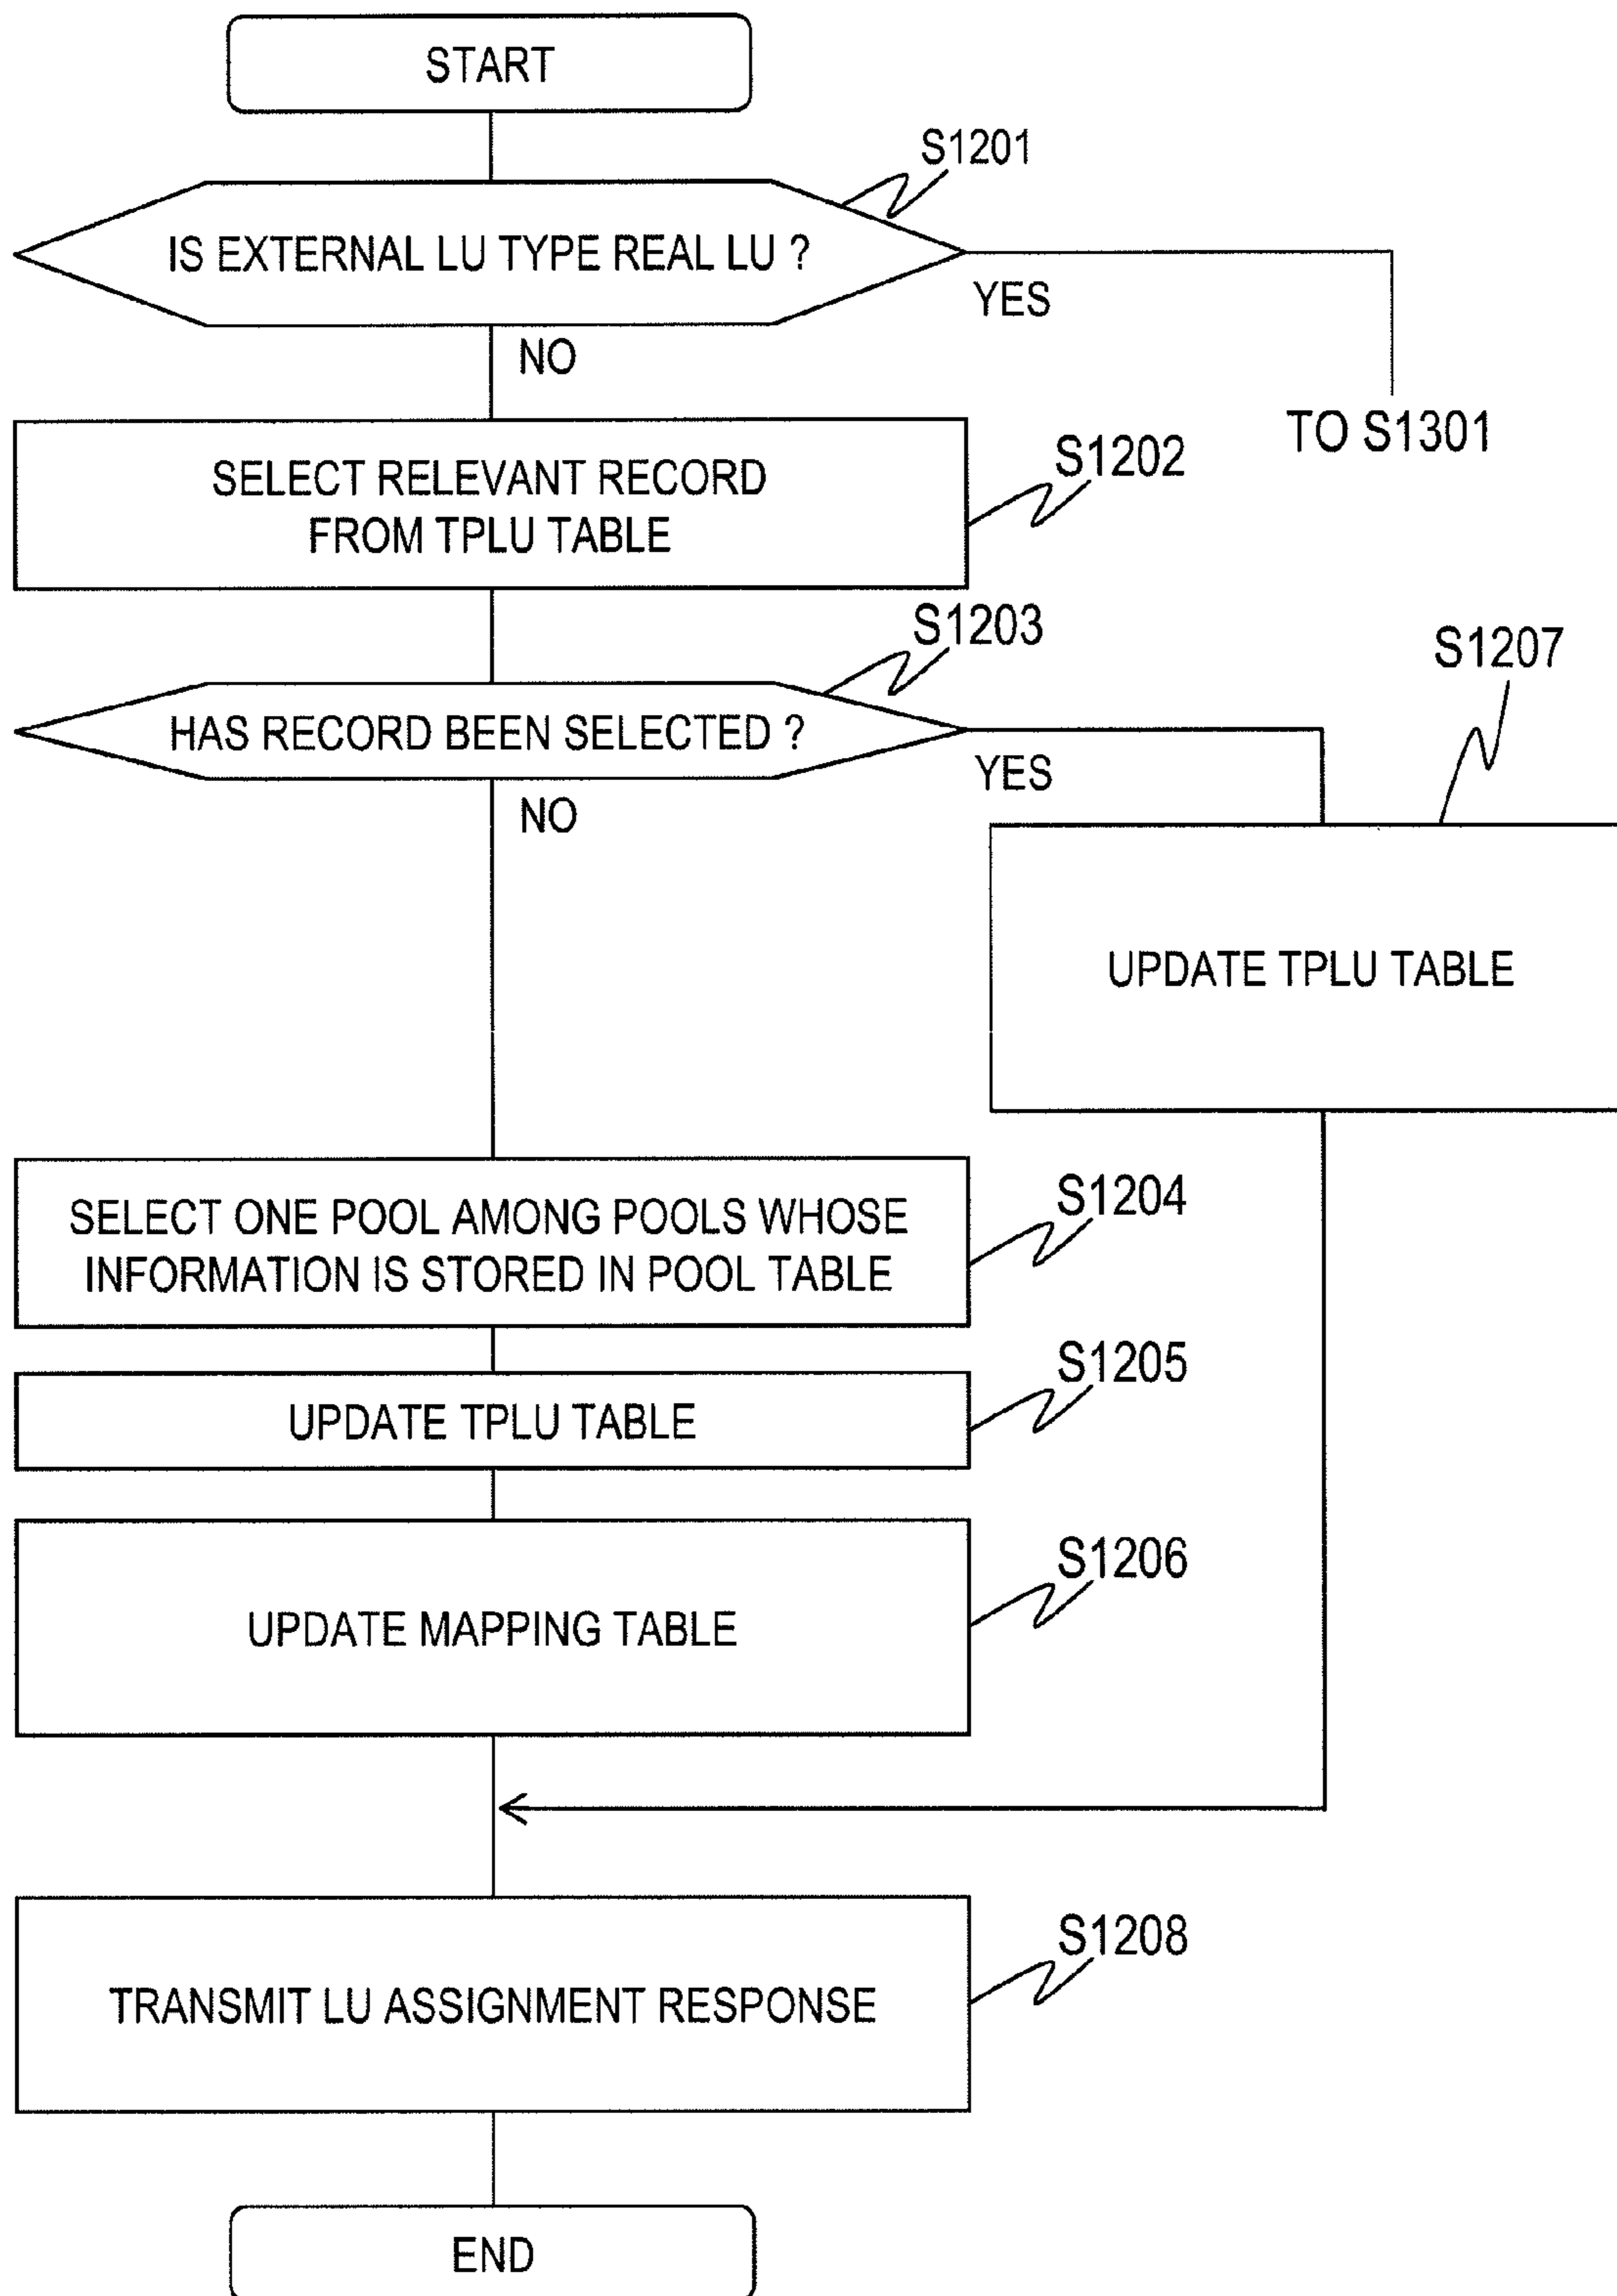 START
S1201
IS EXTERNAL LU TYPE REAL LU ?
YES
NO
TO S1301
S1202
SELECT RELEVANT RECORD
FROM TPLU TABLE
S1203
S1207
HAS RECORD BEEN SELECTED ?
YES
NO
UPDATE TPLU TABLE
S1204
SELECT ONE POOL AMONG POOLS WHOSE
INFORMATION IS STORED IN POOL TABLE
S1205
UPDATE TPLU TABLE
S1206
UPDATE MAPPING TABLE
S1208
TRANSMIT LU ASSIGNMENT RESPONSE
END